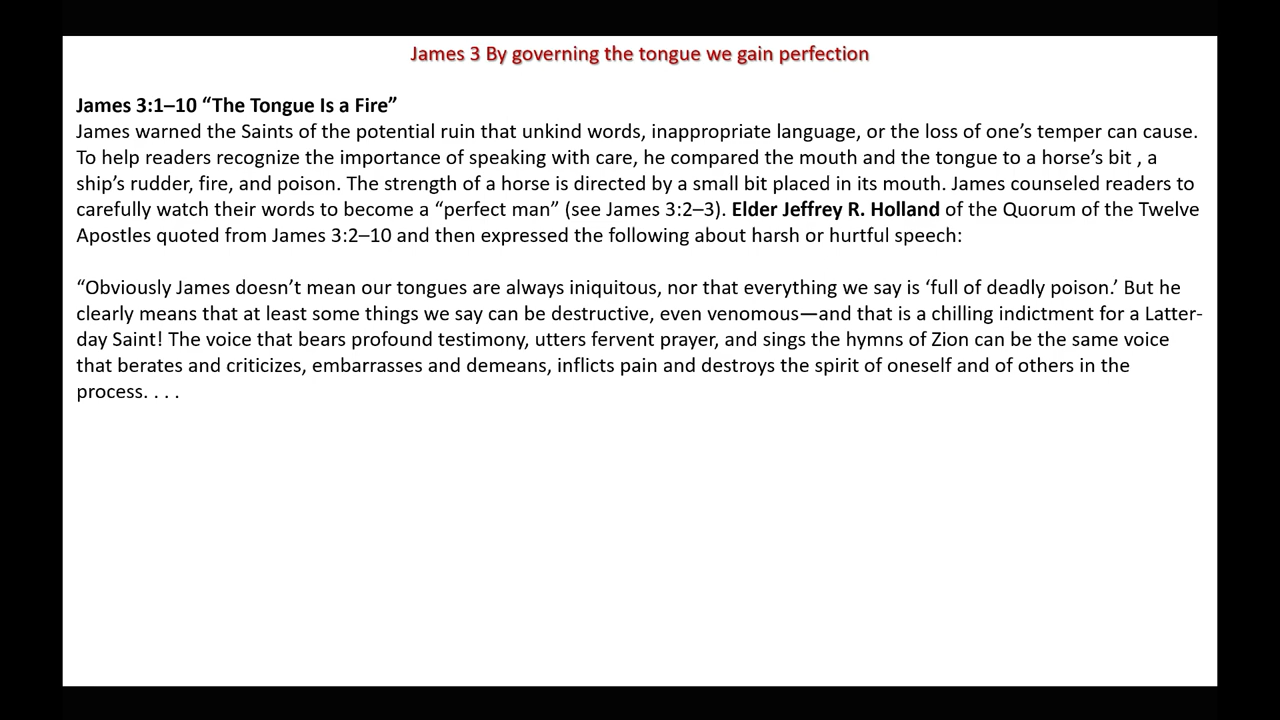 James 3 By governing the tongue we gain perfection
James 3:1–10 “The Tongue Is a Fire”
James warned the Saints of the potential ruin that unkind words, inappropriate language, or the loss of one’s temper can cause.
To help readers recognize the importance of speaking with care, he compared the mouth and the tongue to a horse’s bit , a
ship’s rudder, fire, and poison. The strength of a horse is directed by a small bit placed in its mouth. James counseled readers to
carefully watch their words to become a “perfect man” (see James 3:2–3). Elder Jeffrey R. Holland of the Quorum of the Twelve
Apostles quoted from James 3:2–10 and then expressed the following about harsh or hurtful speech:
“Obviously James doesn’t mean our tongues are always iniquitous, nor that everything we say is ‘full of deadly poison.’ But he
clearly means that at least some things we say can be destructive, even venomous—and that is a chilling indictment for a Latter-
day Saint! The voice that bears profound testimony, utters fervent prayer, and sings the hymns of Zion can be the same voice
that berates and criticizes, embarrasses and demeans, inflicts pain and destroys the spirit of oneself and of others in the
process. . . .